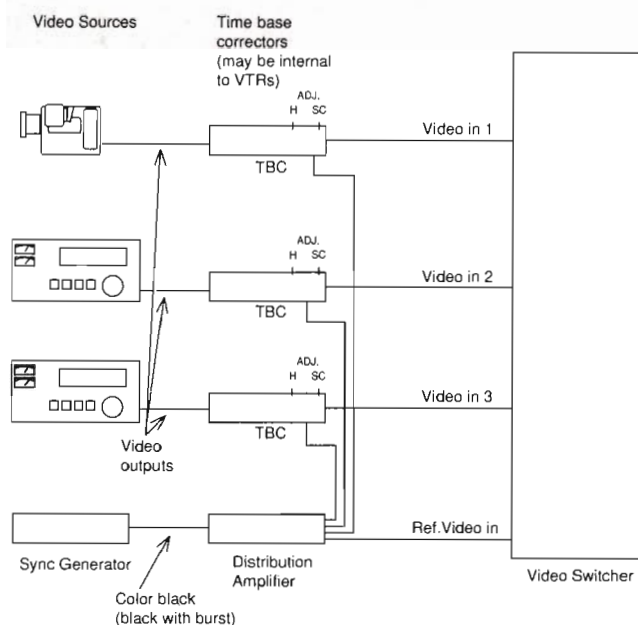 Video Sources
Time base
correctors
(may be internal
to VTRs)
ADJ.
H SC
TBC
Video in 1
ADJ.
H SC
TBC
Video in 2
ADJ.
H SC
TBC
Video in 3
Video
outputs
Ref.Video in
Sync Generator
Distribution
Amplifier
Video Switcher
Color black
(black with burst)